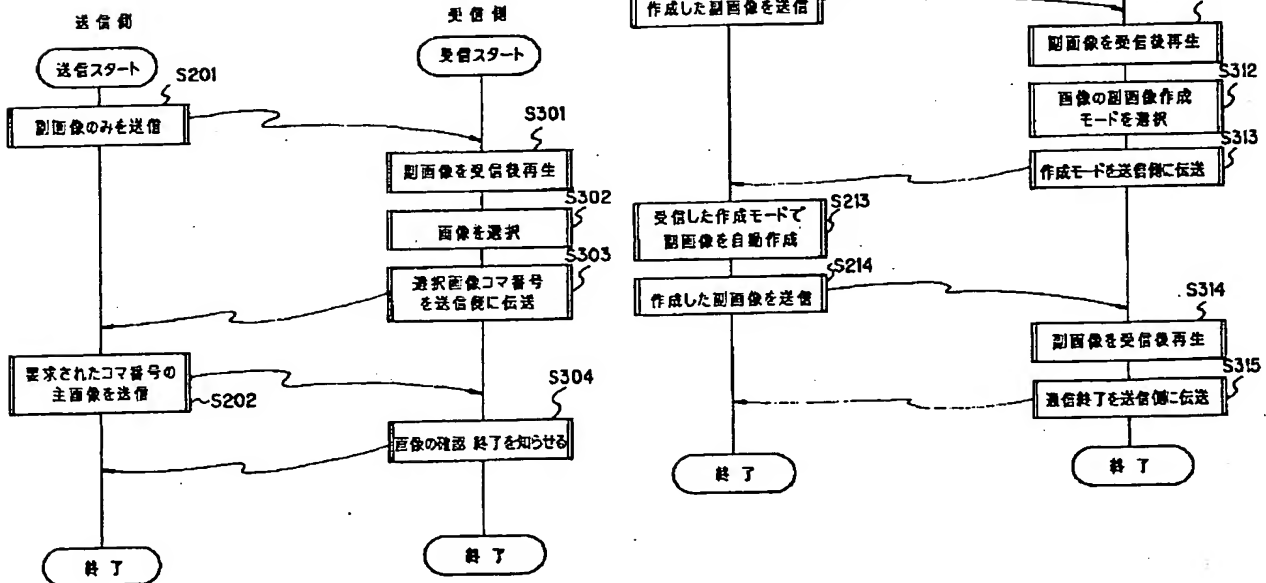 送信側
受信側
送信スタート
受信スタート
S201
副画像のみを送信
S301
副画像を受信後再生
S302
画像を選択
S303
選択画像コマ番号
を送信側に伝送
要求されたコマ番号の
主画像を送信
S202
S304
画像の確認 終了を知らせる
終了
終了
作成した副画像を送信
副画像を受信後再生
S312
画像の副画像作成
モードを選択
S313
作成モードを送信側に伝送
S213
受信した作成モードで
副画像を自動作成
S214
作成した副画像を送信
S314
副画像を受信後再生
S315
通信終了を送信側に伝送
終了
終了